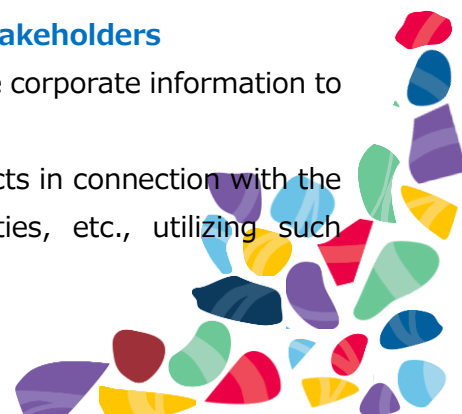 akeholders
e corporate information to
cts in connection with the
ties, etc., utilizing such